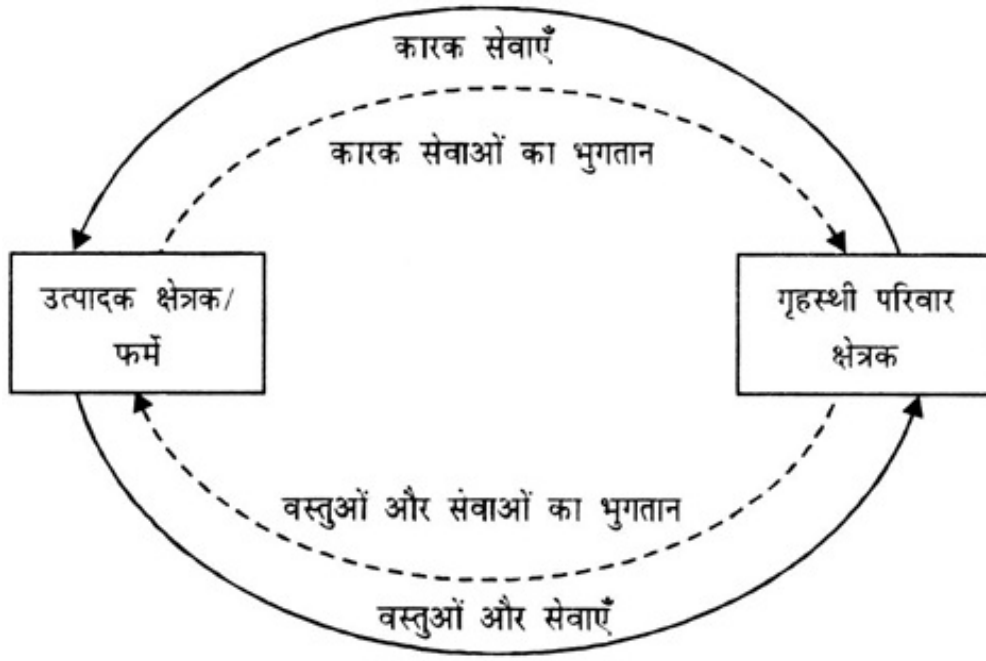 कारक सेवाएँ
कारक सेवाओं का भुगतान
उत्पादक क्षेत्रक/
फर्में
गृहस्थी परिवार
क्षेत्रक
वस्तुओं और सेवाओं का भुगतान
वस्तुओं और सेवाएँ